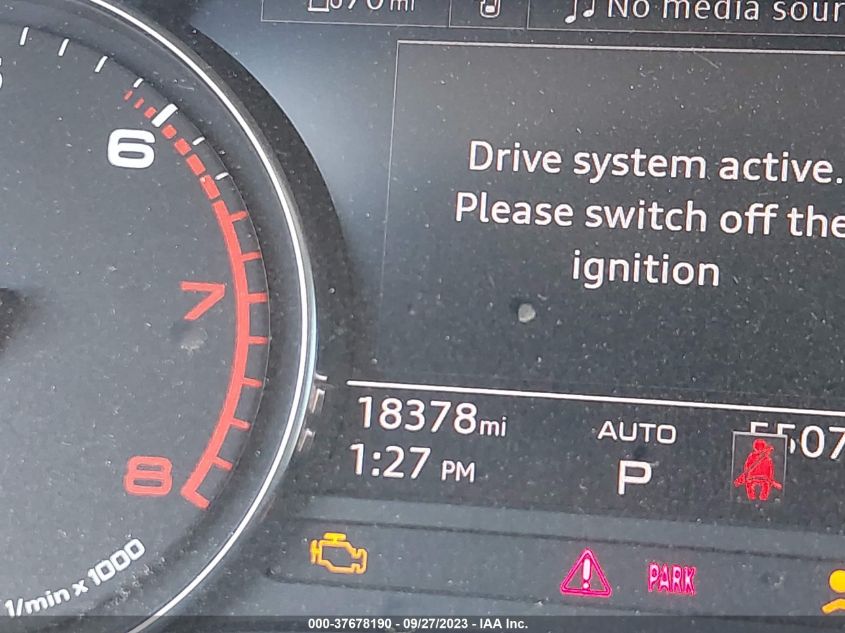 No media sour
6
7
8
1/min x 1000
Drive system active.
Please switch off the
ignition
18378mi
1:27 PM
AUTO
P
PARK
000-37678190 - 09/27/2023 - IAA Inc.